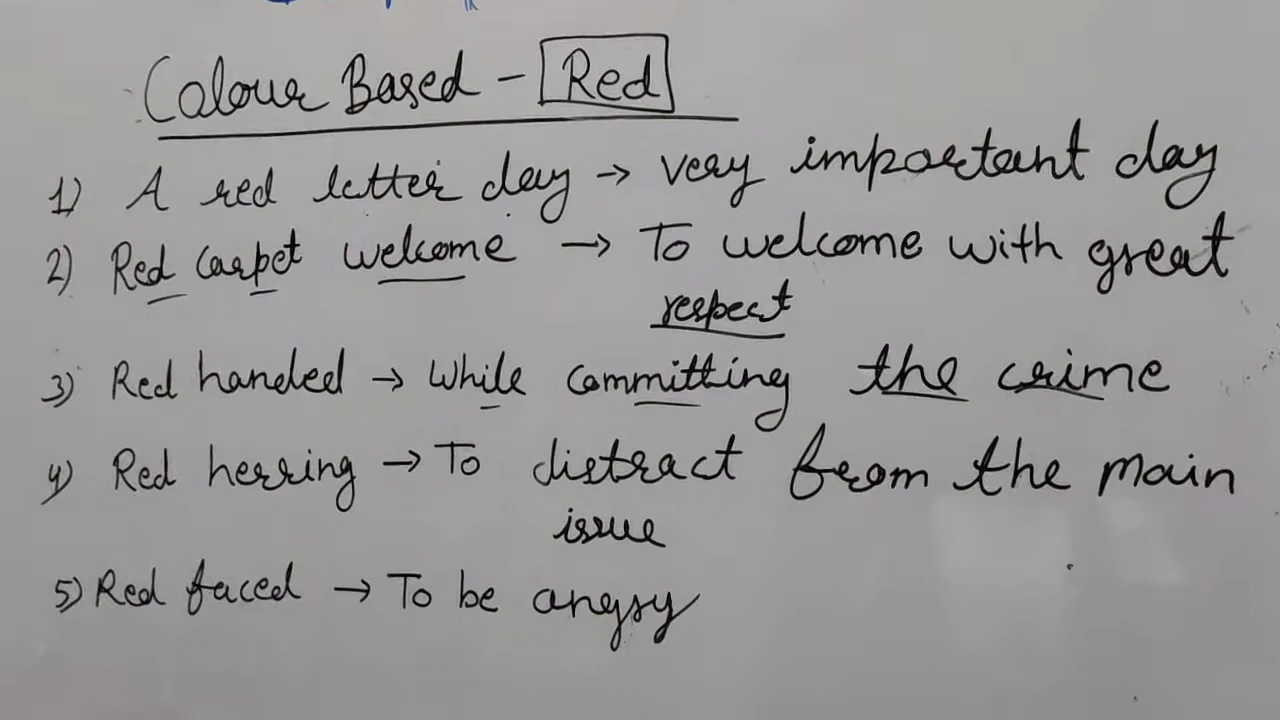 Colour Based - Red
1) A red letter day → very important day
2) Red carpet welcome → To welcome with great
respect
3) Red handed → While committing the crime
4) Red herring → To distract from the main
issue
5) Red faced → To be angry